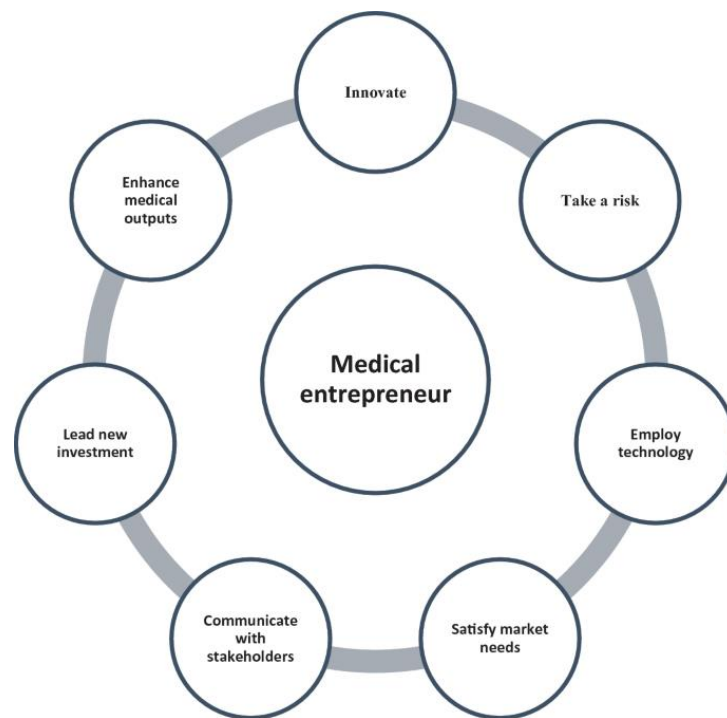 Innovate
Take a risk
Employ
technology
Satisfy market
needs
Communicate
with
stakeholders
Lead new
investment
Enhance
medical
outputs
Medical
entrepreneur